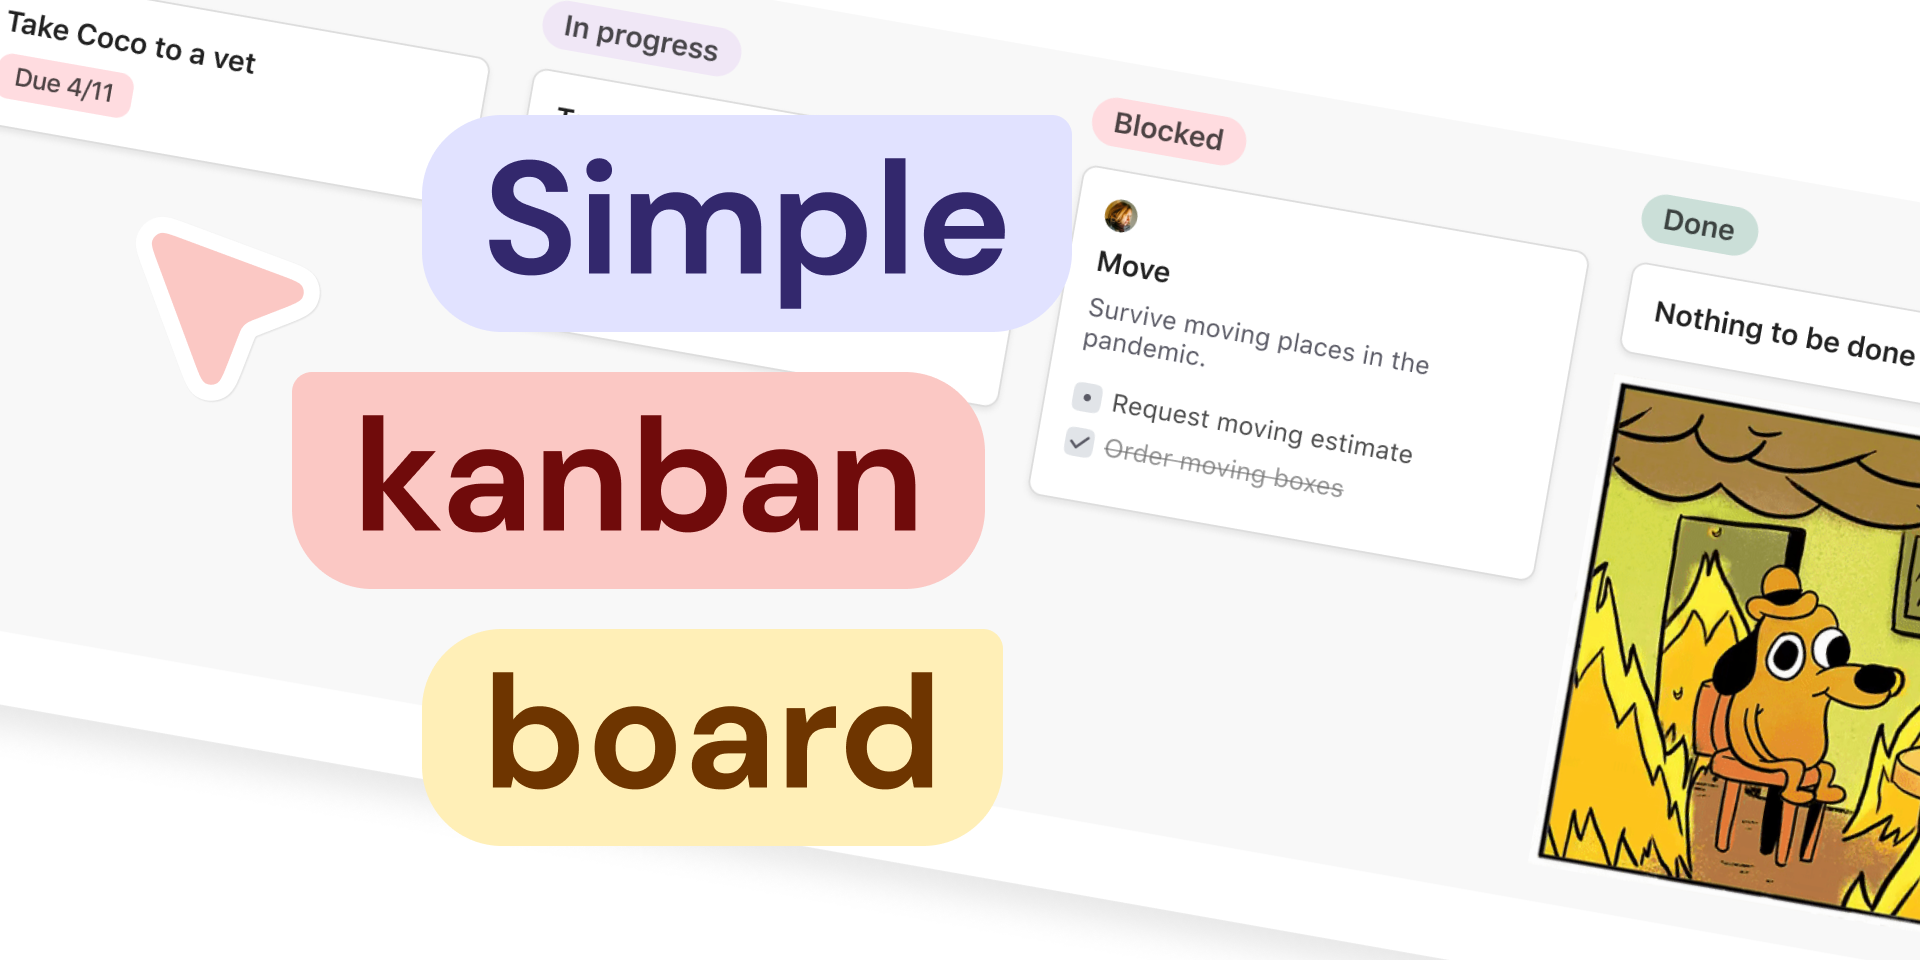 Take Coco to a vet
Due 4/11
In progress
Blocked
Move
Survive moving places in the
pandemic.
Request moving estimate
Order moving boxes
Done
Nothing to be done
Simple
kanban
board